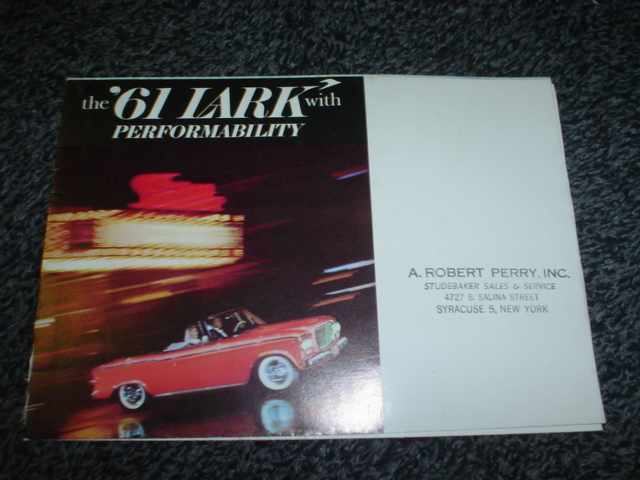 the '61 LARK with
PERFORMABILITY
A. ROBERT PERRY, INC.
STUDEBAKER SALES & SERVICE
4727 S. SALINA STREET
SYRACUSE 5, NEW YORK